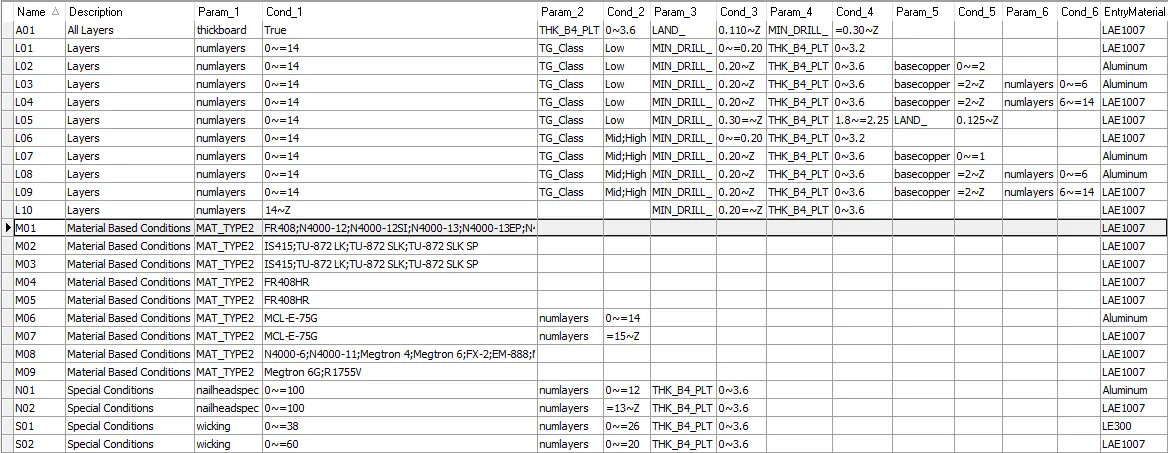 Name Description Param_1 Cond_1 Param_2 Cond_2 Param_3 Cond_3 Param_4 Cond_4 Param_5 Cond_5 Param_6 Cond_6 EntryMaterial
A01 All Layers thickboard True THK_B4_PLT 0~3.6 LAND_ 0.110~Z MIN_DRILL_ =0.30~Z LAE1007
L01 Layers numlayers 0~=14 TG_Class Low MIN_DRILL_ 0~=0.20 THK_B4_PLT 0~3.2 LAE1007
L02 Layers numlayers 0~=14 TG_Class Low MIN_DRILL_ 0.20~Z THK_B4_PLT 0~3.6 basecopper 0~=2 Aluminum
L03 Layers numlayers 0~=14 TG_Class Low MIN_DRILL_ 0.20~Z THK_B4_PLT 0~3.6 basecopper =2~Z numlayers 0~=6 Aluminum
L04 Layers numlayers 0~=14 TG_Class Low MIN_DRILL_ 0.20~Z THK_B4_PLT 0~3.6 basecopper =2~Z numlayers 6~=14 LAE1007
L05 Layers numlayers 0~=14 TG_Class Low MIN_DRILL_ 0.30=~Z THK_B4_PLT 1.8~=2.25 LAND_ 0.125~Z LAE1007
L06 Layers numlayers 0~=14 TG_Class Mid;High MIN_DRILL_ 0~=0.20 THK_B4_PLT 0~3.2 LAE1007
L07 Layers numlayers 0~=14 TG_Class Mid;High MIN_DRILL_ 0.20~Z THK_B4_PLT 0~3.6 basecopper 0~=1 Aluminum
L08 Layers numlayers 0~=14 TG_Class Mid;High MIN_DRILL_ 0.20~Z THK_B4_PLT 0~3.6 basecopper =2~Z numlayers 0~=6 Aluminum
L09 Layers numlayers 0~=14 TG_Class Mid;High MIN_DRILL_ 0.20~Z THK_B4_PLT 0~3.6 basecopper =2~Z numlayers 6~=14 LAE1007
L10 Layers numlayers 14~Z MIN_DRILL_ 0.20=~Z THK_B4_PLT 0~3.6 LAE1007
M01 Material Based Conditions MAT_TYPE2 FR408;N4000-12;N4000-12SI;N4000-13;N4000-13EP;N4 LAE1007
M02 Material Based Conditions MAT_TYPE2 IS415;TU-872 LK;TU-872 SLK;TU-872 SLK SP LAE1007
M03 Material Based Conditions MAT_TYPE2 IS415;TU-872 LK;TU-872 SLK;TU-872 SLK SP LAE1007
M04 Material Based Conditions MAT_TYPE2 FR408HR LAE1007
M05 Material Based Conditions MAT_TYPE2 FR408HR LAE1007
M06 Material Based Conditions MAT_TYPE2 MCL-E-75G numlayers 0~=14 Aluminum
M07 Material Based Conditions MAT_TYPE2 MCL-E-75G numlayers =15~Z LAE1007
M08 Material Based Conditions MAT_TYPE2 N4000-6;N4000-11;Megtron 4;Megtron 6;FX-2;EM-888; LAE1007
M09 Material Based Conditions MAT_TYPE2 Megtron 6G;R1755V LAE1007
N01 Special Conditions nailheadspec 0~=100 numlayers 0~=12 THK_B4_PLT 0~3.6 Aluminum
N02 Special Conditions nailheadspec 0~=100 numlayers =13~Z THK_B4_PLT 0~3.6 LAE1007
S01 Special Conditions wicking 0~=38 numlayers 0~=26 THK_B4_PLT 0~3.6 LE300
S02 Special Conditions wicking 0~=60 numlayers 0~=20 THK_B4_PLT 0~3.6 LAE1007